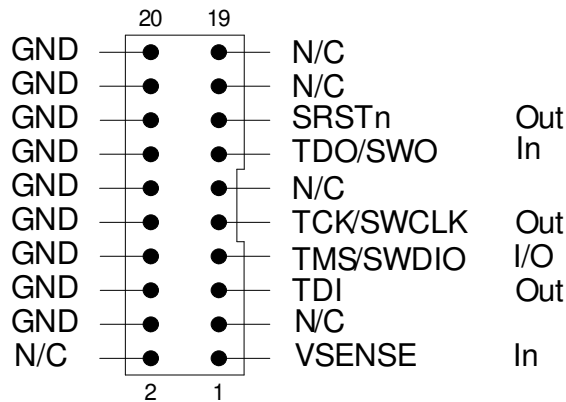 20 19
GND N/C
GND N/C
GND SRSTn Out
GND TDO/SWO In
GND N/C
GND TCK/SWCLK Out
GND TMS/SWDIO I/O
GND TDI Out
GND N/C
N/C VSENSE In
2 1